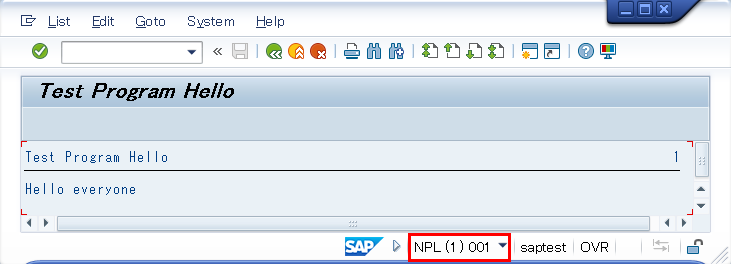 List Edit Goto System Help
Test Program Hello
Test Program Hello 1
Hello everyone
SAP NPL (1) 001 saptest OVR